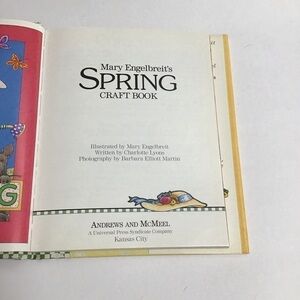 Mary Engelbreit's
SPRING
CRAFT BOOK
Illustrated by Mary Engelbreit
Written by Charlotte Lyons
Photography by Barbara Elliott Martin
ANDREWS AND MCMEEL
A Universal Press Syndicate Company
Kansas City